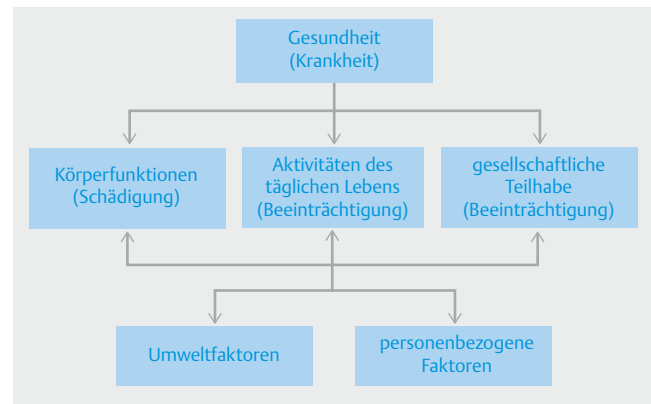 Gesundheit
(Krankheit)
Körperfunktionen
(Schädigung)
Aktivitäten des
täglichen Lebens
(Beeinträchtigung)
gesellschaftliche
Teilhabe
(Beeinträchtigung)
Umweltfaktoren
personenbezogene
Faktoren